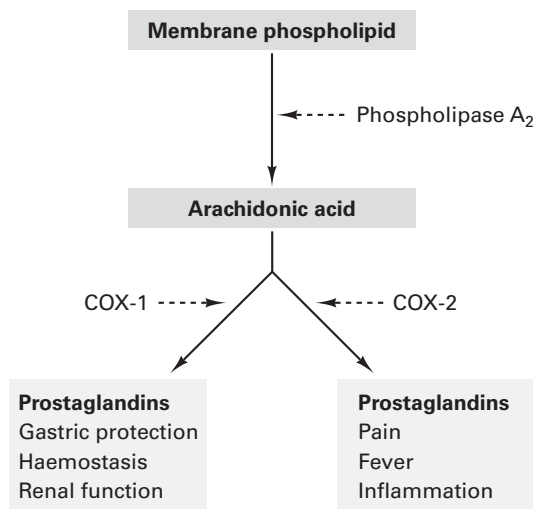 Membrane phospholipid
Phospholipase A₂
Arachidonic acid
COX-1
COX-2
Prostaglandins
Gastric protection
Haemostasis
Renal function
Prostaglandins
Pain
Fever
Inflammation